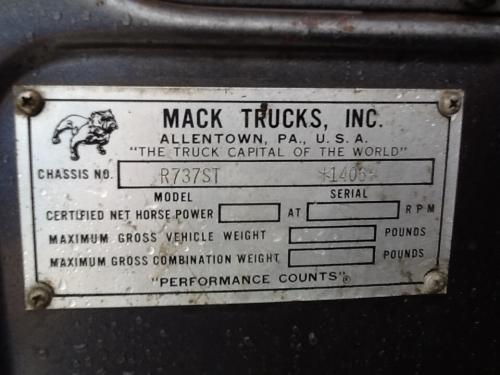 MACK TRUCKS, INC.
ALLENTOWN, PA., U.S.A.
"THE TRUCK CAPITAL OF THE WORLD"
CHASSIS NO. R737ST *1403*
MODEL SERIAL
CERTIFIED NET HORSE POWER AT RPM
MAXIMUM GROSS VEHICLE WEIGHT POUNDS
MAXIMUM GROSS COMBINATION WEIGHT POUNDS
"PERFORMANCE COUNTS"®